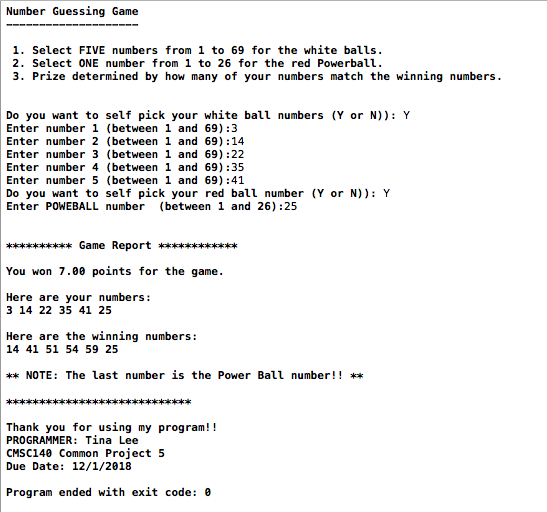 Number Guessing Game
--------------------
1. Select FIVE numbers from 1 to 69 for the white balls.
2. Select ONE number from 1 to 26 for the red Powerball.
3. Prize determined by how many of your numbers match the winning numbers.
Do you want to self pick your white ball numbers (Y or N)): Y
Enter number 1 (between 1 and 69):3
Enter number 2 (between 1 and 69):14
Enter number 3 (between 1 and 69):22
Enter number 4 (between 1 and 69):35
Enter number 5 (between 1 and 69):41
Do you want to self pick your red ball number (Y or N)): Y
Enter POWEBALL number  (between 1 and 26):25
********** Game Report ************
You won 7.00 points for the game.
Here are your numbers:
3 14 22 35 41 25
Here are the winning numbers:
14 41 51 54 59 25
** NOTE: The last number is the Power Ball number!! **
****************************
Thank you for using my program!!
PROGRAMMER: Tina Lee
CMSC140 Common Project 5
Due Date: 12/1/2018
Program ended with exit code: 0